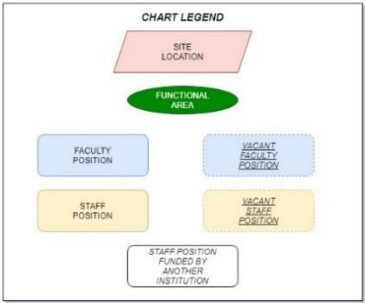 CHART LEGEND
SITE
LOCATION
FUNCTIONAL
AREA
FACULTY
POSITION
VACANT
FACULTY
POSITION
STAFF
POSITION
VACANT
STAFF
POSITION
STAFF POSITION
FUNDED BY
ANOTHER
INSTITUTION